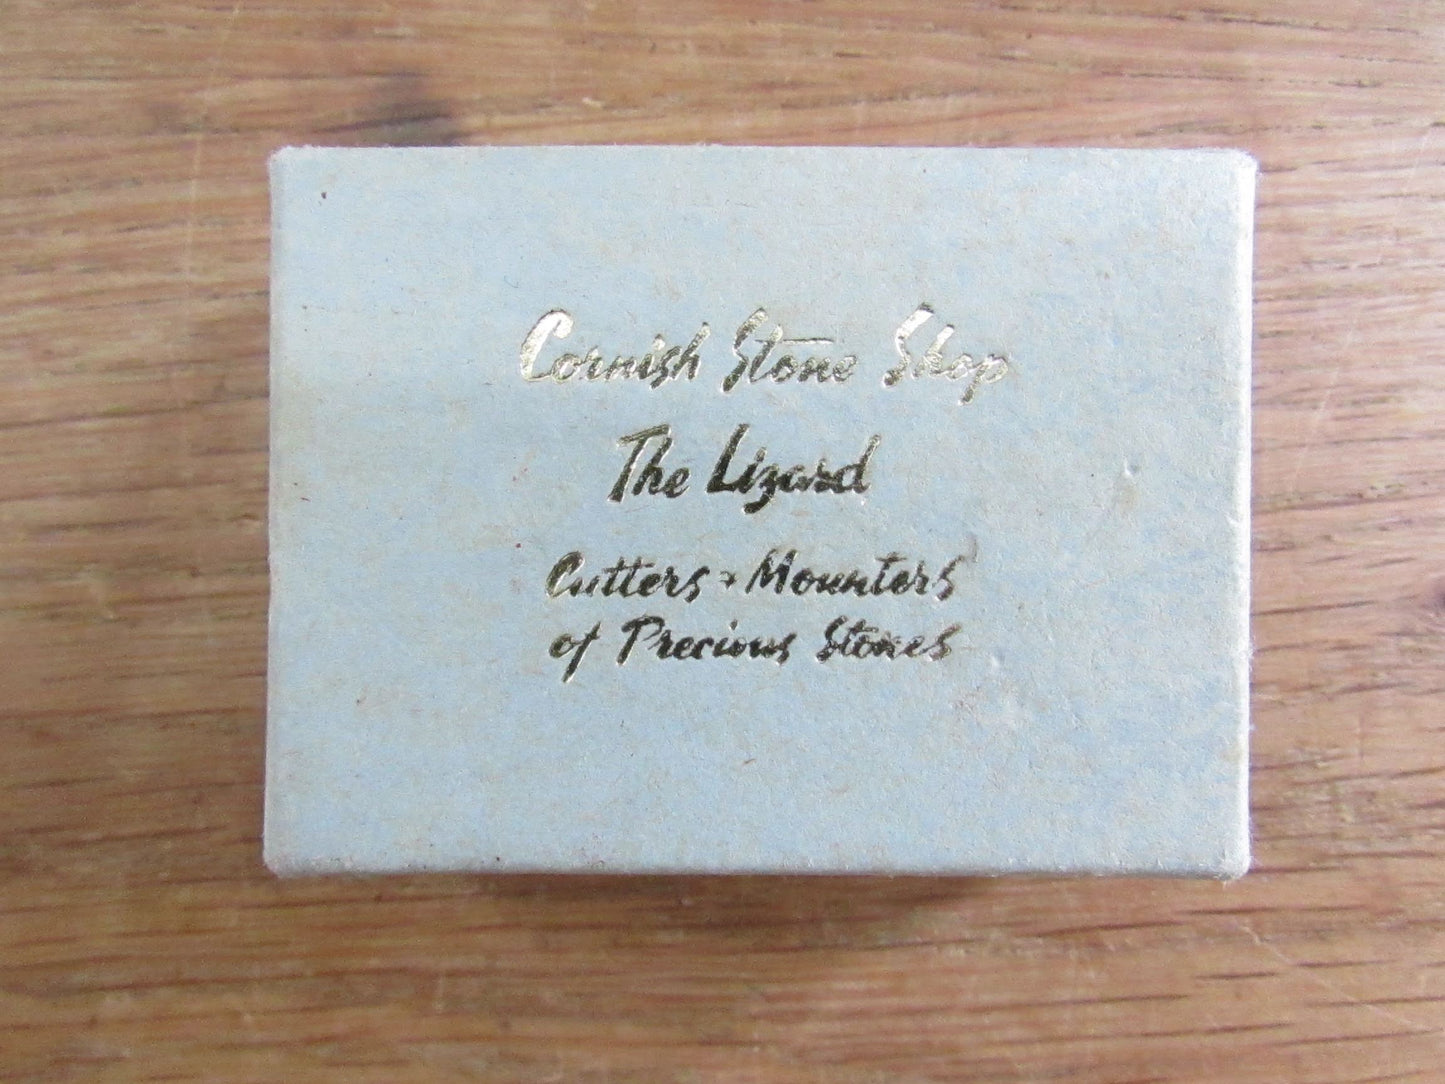 Cornish Stone Shop
The Lizard
Cutters + Mounters
of Precious Stones